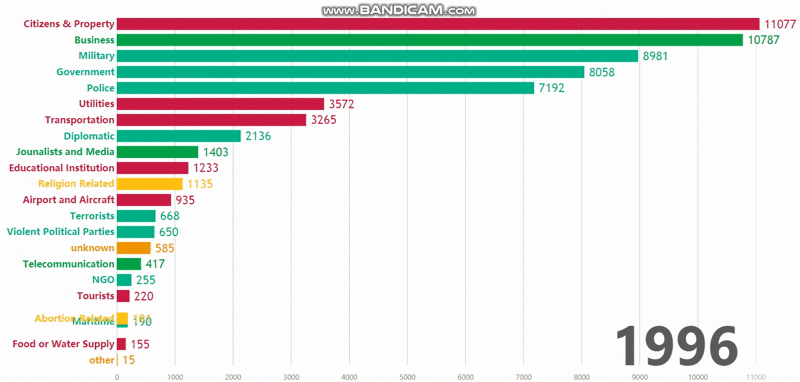 www.BANDICAM.com
Citizens & Property 11077
Business 10787
Military 8981
Government 8058
Police 7192
Utilities 3572
Transportation 3265
Diplomatic 2136
Jounalists and Media 1403
Educational Institution 1233
Religion Related 1135
Airport and Aircraft 935
Terrorists 668
Violent Political Parties 650
unknown 585
Telecommunication 417
NGO 255
Tourists 220
Abortion Related
Maritime 190
Food or Water Supply 155
other 15
1996
0 1000 2000 3000 4000 5000 6000 7000 8000 9000 10000 11000